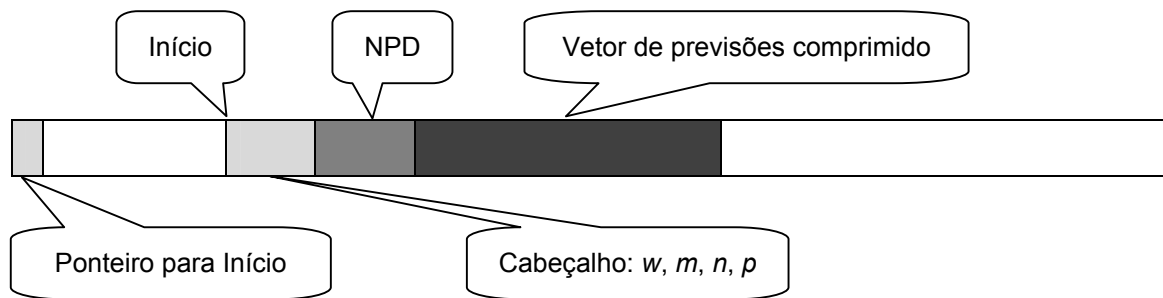 Início
NPD
Vetor de previsões comprimido
Ponteiro para Início
Cabeçalho: w, m, n, p